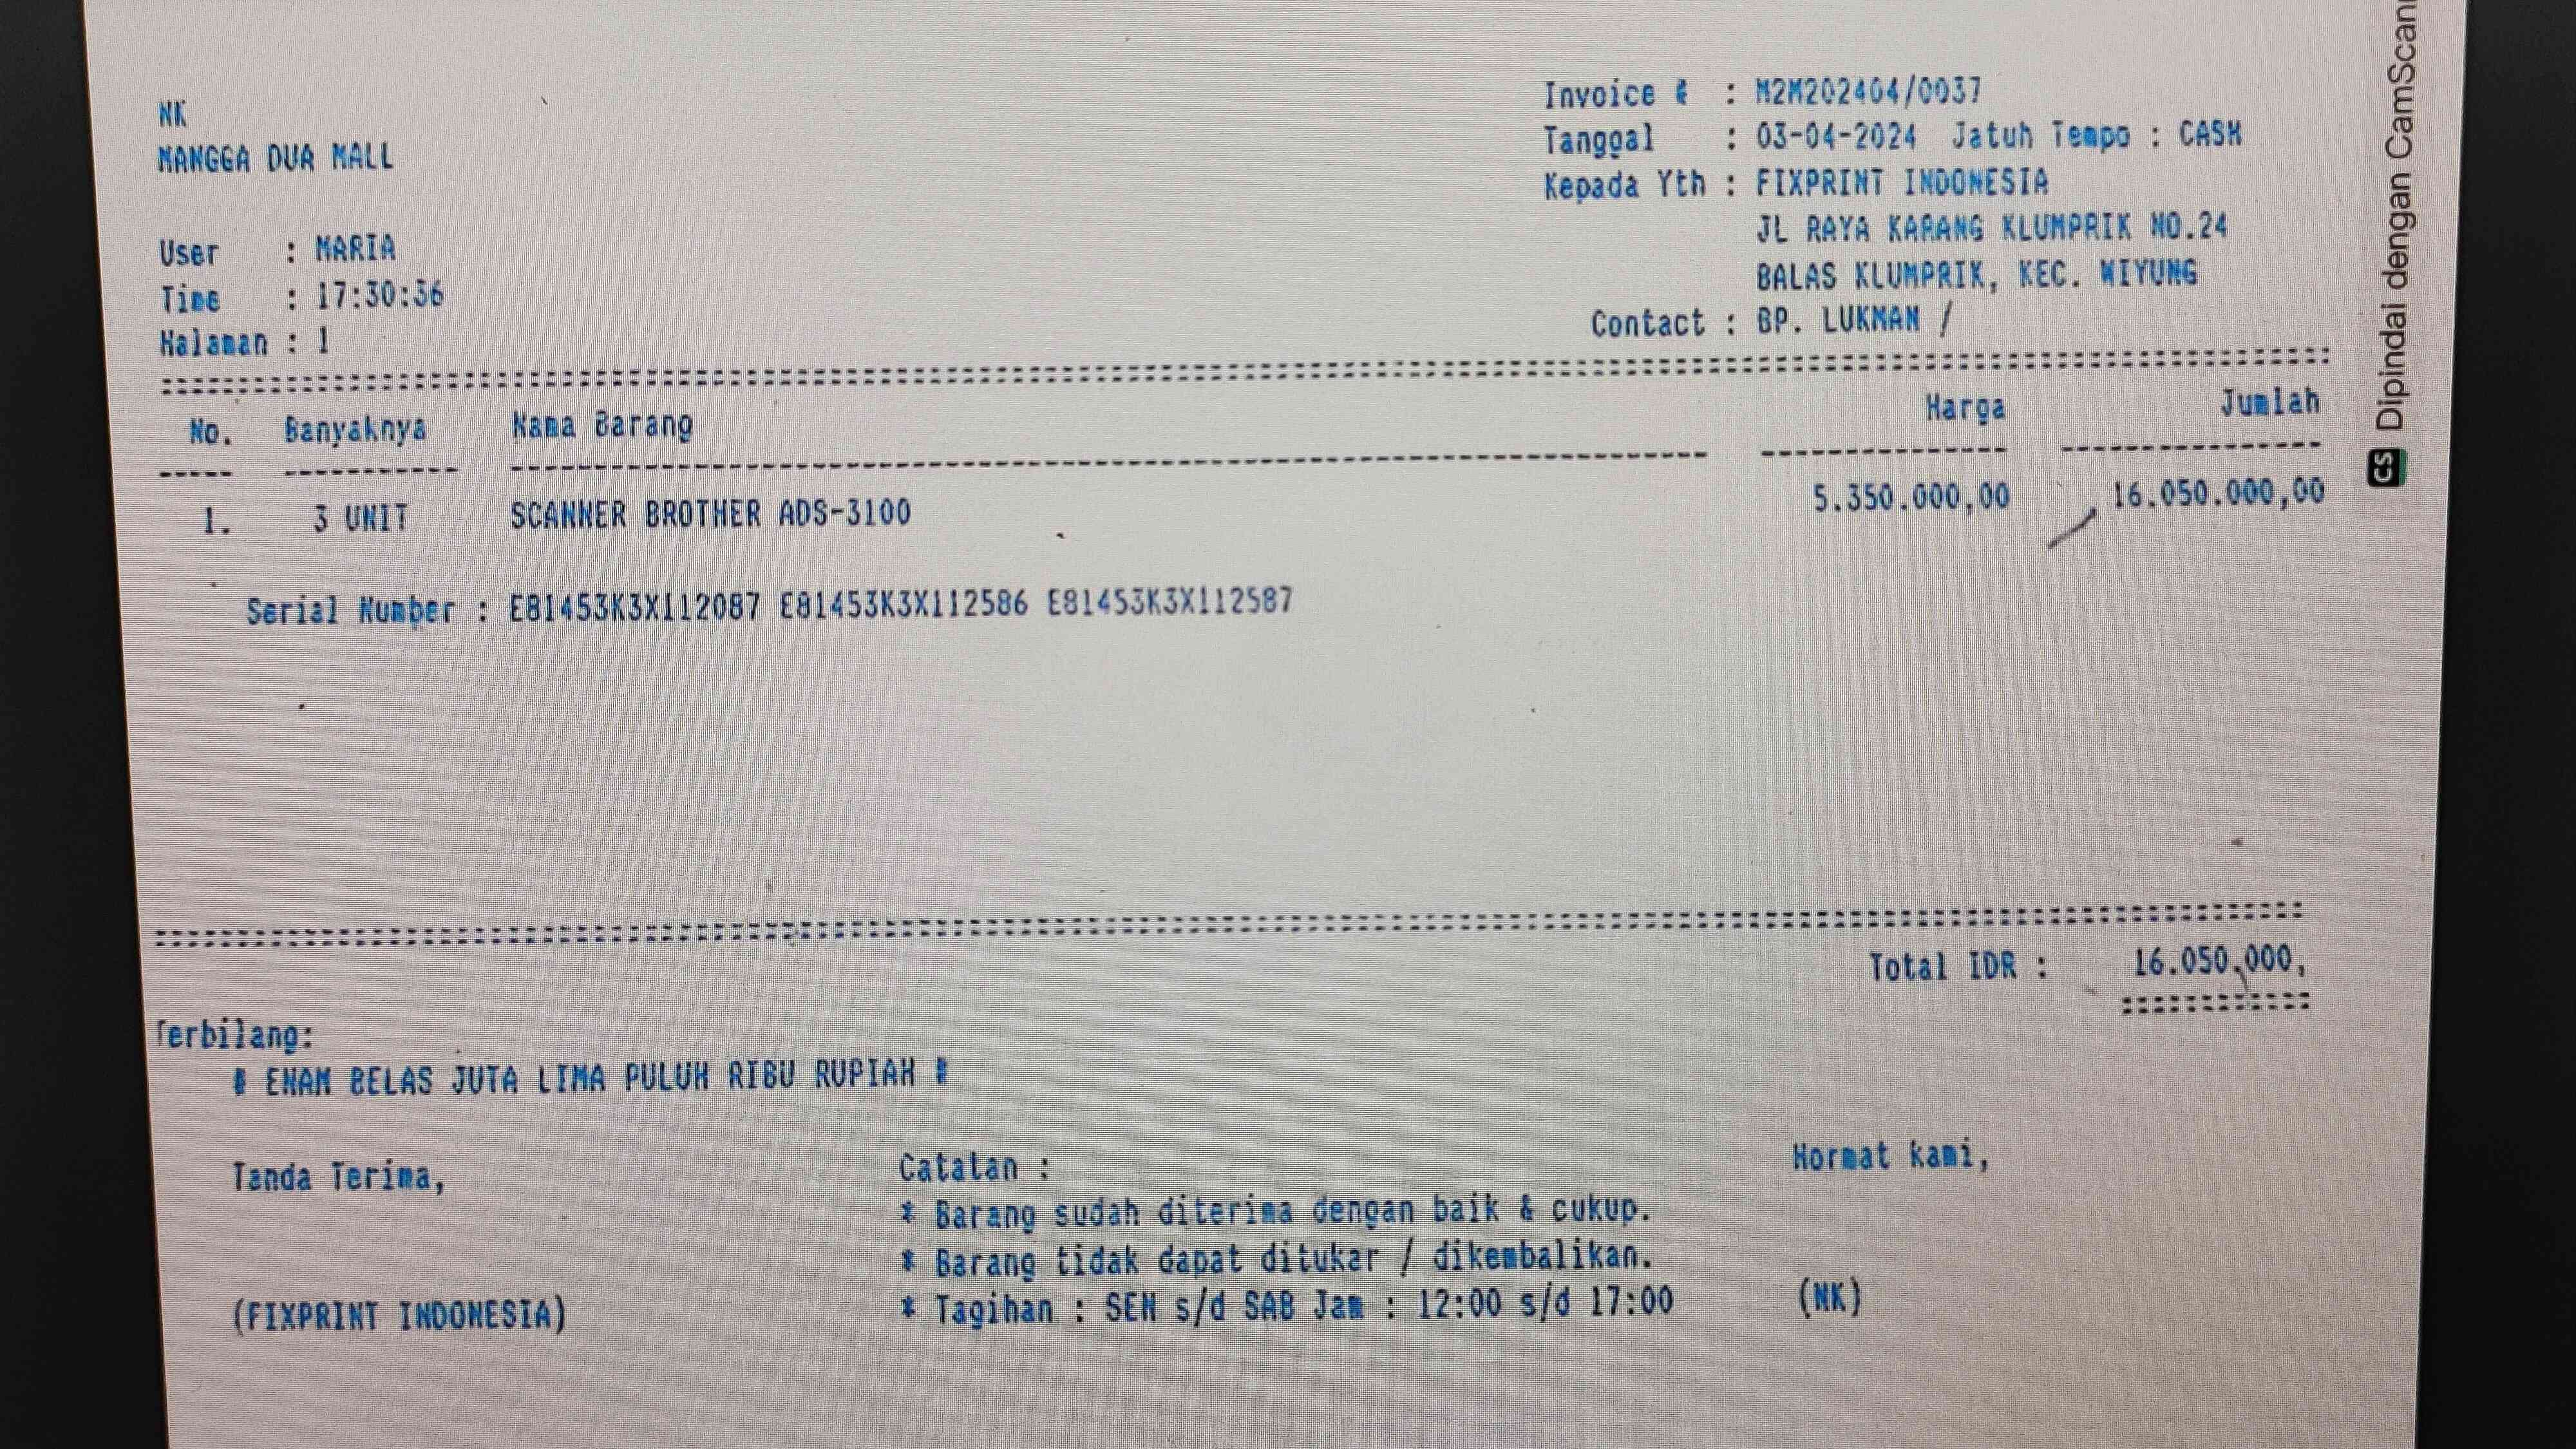 NK
MANGGA DUA MALL
User : MARIA
Time : 17:30:36
Halaman : 1
Invoice # : M2M202404/0037
Tanggal : 03-04-2024 Jatuh Tempo : CASH
Kepada Yth : FIXPRINT INDONESIA
JL RAYA KARANG KLUMPRIK NO.24
BALAS KLUMPRIK, KEC. WIYUNG
Contact : BP. LUKMAN /
No. Banyaknya Nama Barang Harga Jumlah
1. 3 UNIT SCANNER BROTHER ADS-3100 5.350.000,00 16.050.000,00
Serial Number : E81453K3X112087 E81453K3X112586 E81453K3X112587
Total IDR : 16.050.000,
Terbilang:
# ENAM BELAS JUTA LIMA PULUH RIBU RUPIAH #
Tanda Terima,
(FIXPRINT INDONESIA)
Catatan :
* Barang sudah diterima dengan baik & cukup.
* Barang tidak dapat ditukar / dikembalikan.
* Tagihan : SEN s/d SAB Jam : 12:00 s/d 17:00
Hormat kami,
(NK)
CS Dipindai dengan CamScann